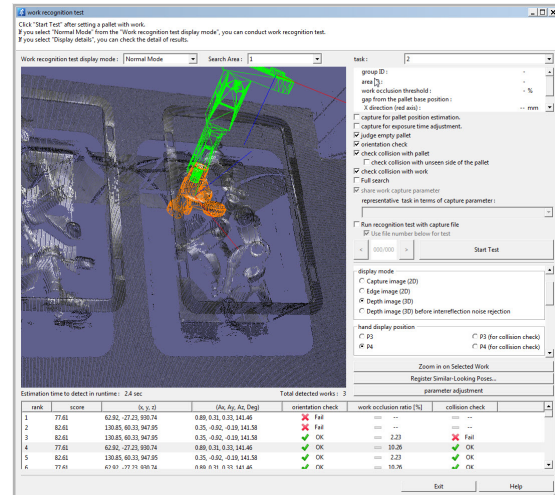 work recognition test
Click "Start Test" after setting a pallet with work.
If you select "Normal Mode" from the "Work recognition test display mode", you can conduct work recognition test.
If you select "Display details", you can check the detail of results.
Work recognition test display mode : Normal Mode Search Area : 1 task : 2
group ID : -
area : -
work occlusion threshold : - %
gap from the pallet base position :
X direction (red axis) : -- mm
capture for pallet position estimation.
capture for exposure time adjustment.
judge empty pallet
orientation check
check collision with pallet
check collision with unseen side of the pallet
check collision with work
Full search
share work capture parameter
representative task in terms of capture parameter :
Run recognition test with capture file
Use file number below for test
< 000/000 > Start Test
display mode
Capture image (2D)
Edge image (2D)
Depth image (3D)
Depth image (3D) before interreflection noise rejection
hand display position
P3 P3 (for collision check)
P4 P4 (for collision check)
Zoom in on Selected Work
Register Similar-Looking Poses...
parameter adjustment
Estimation time to detect in runtime : 2.4 sec Total detected works : 3
rank score (x, y, z) (Ax, Ay, Az, Deg) orientation check work occlusion ratio [%] collision check
1 77.61 62.92, -27.23, 930.74 0.89, 0.31, 0.33, 141.46 Fail -- --
2 82.61 130.85, 60.33, 947.95 0.35, -0.92, -0.19, 141.58 Fail -- --
3 82.61 130.85, 60.33, 947.95 0.35, -0.92, -0.19, 141.58 OK 2.23 Fail
4 77.61 62.92, -27.23, 930.74 0.89, 0.31, 0.33, 141.46 OK 10.26 OK
5 82.61 130.85, 60.33, 947.95 0.35, -0.92, -0.19, 141.58 OK 2.23 OK
6 77.61 62.92, -27.23, 930.74 0.89, 0.31, 0.33, 141.46 OK 10.26 OK
Exit Help